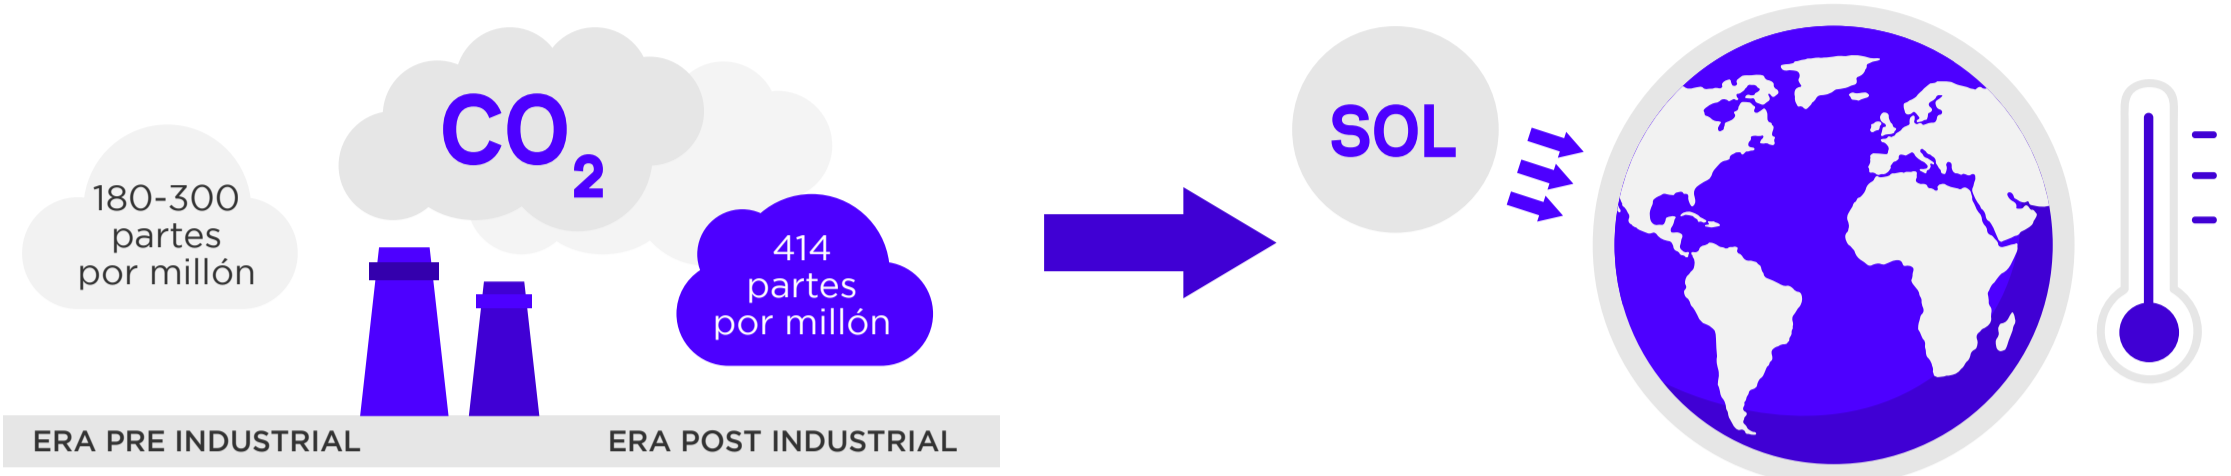 180-300
partes
por millón
CO₂
414
partes
por millón
ERA PRE INDUSTRIAL
ERA POST INDUSTRIAL
SOL